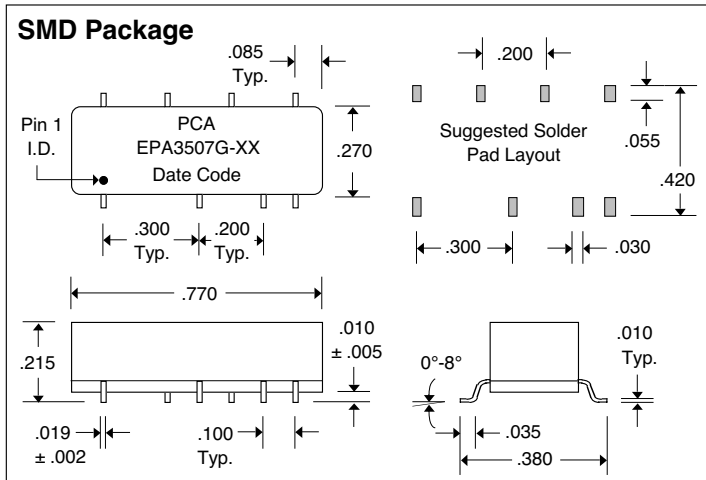 SMD Package
.085
Typ.
.200
Pin 1
I.D.
PCA
EPA3507G-XX
Date Code
.270
Suggested Solder
Pad Layout
.055
.420
.300
Typ.
.200
Typ.
.300
.030
.770
.215
.010
± .005
0°-8°
.010
Typ.
.019
± .002
.100
Typ.
.035
.380